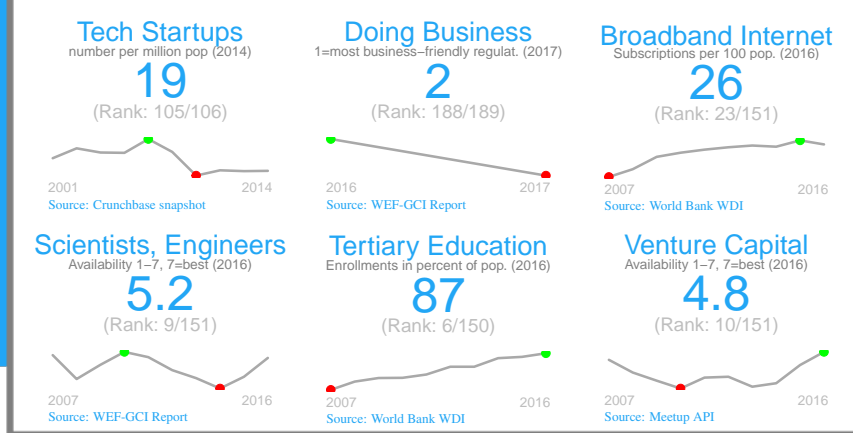 Tech Startups
number per million pop (2014)
19
(Rank: 105/106)
2001 2014
Source: Crunchbase snapshot
Doing Business
1=most business−friendly regulat. (2017)
2
(Rank: 188/189)
2016 2017
Source: WEF-GCI Report
Broadband Internet
Subscriptions per 100 pop. (2016)
26
(Rank: 23/151)
2007 2016
Source: World Bank WDI
Scientists, Engineers
Availability 1−7, 7=best (2016)
5.2
(Rank: 9/151)
2007 2016
Source: WEF-GCI Report
Tertiary Education
Enrollments in percent of pop. (2016)
87
(Rank: 6/150)
2007 2016
Source: World Bank WDI
Venture Capital
Availability 1−7, 7=best (2016)
4.8
(Rank: 10/151)
2007 2016
Source: Meetup API